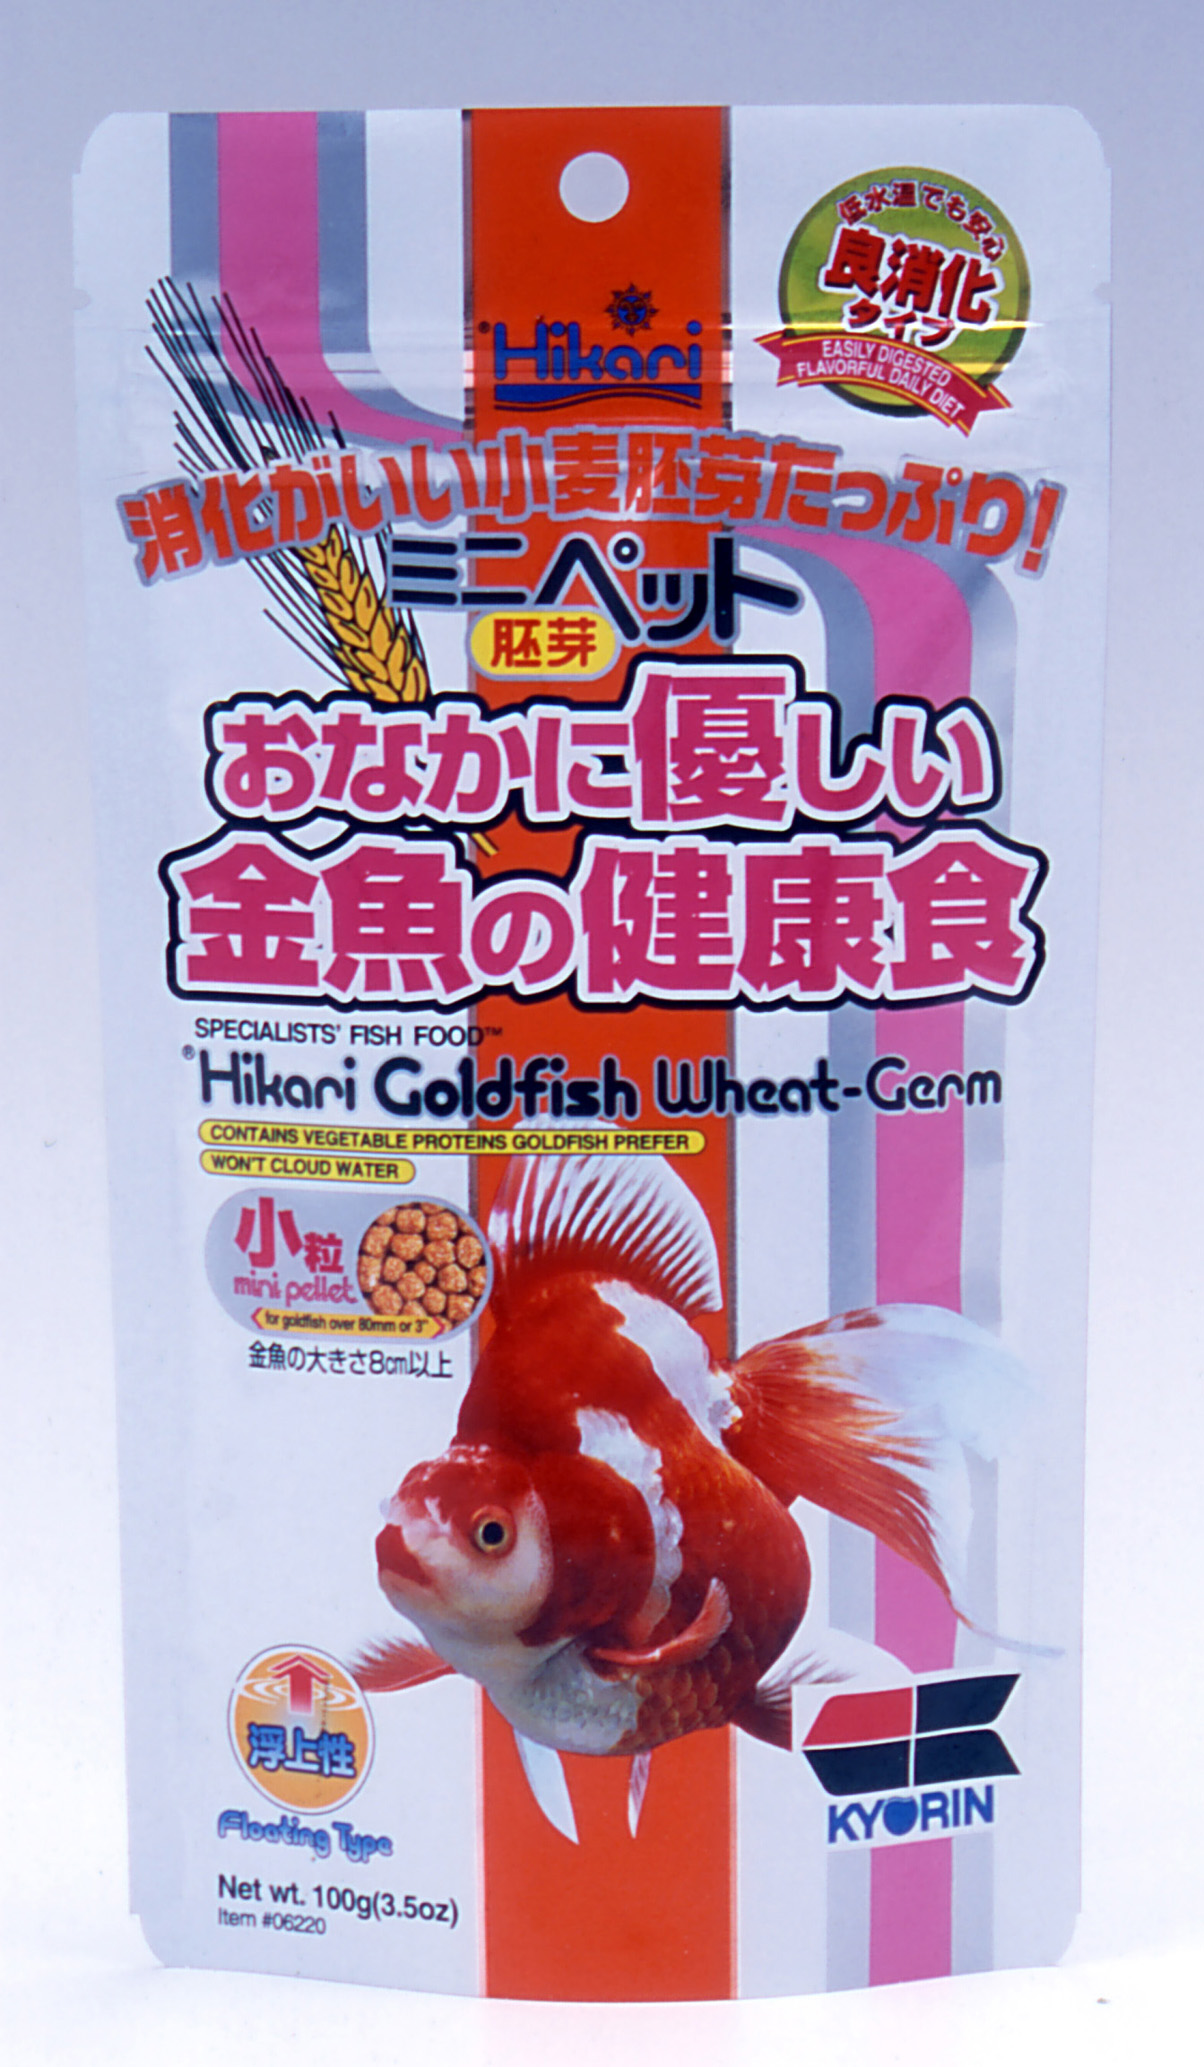 低水温でも安心
良消化
タイプ
EASILY DIGESTED
FLAVORFUL DAILY DIET
®Hikari
消化がいい小麦胚芽たっぷり!
ミニペット
胚芽
おなかに優しい
金魚の健康食
SPECIALISTS' FISH FOOD™
®Hikari Goldfish Wheat-Germ
CONTAINS VEGETABLE PROTEINS GOLDFISH PREFER
WON'T CLOUD WATER
小粒
mini pellet
for goldfish over 80mm or 3"
金魚の大きさ8cm以上
浮上性
Floating Type
KYORIN
Net wt. 100g(3.5oz)
Item #06220